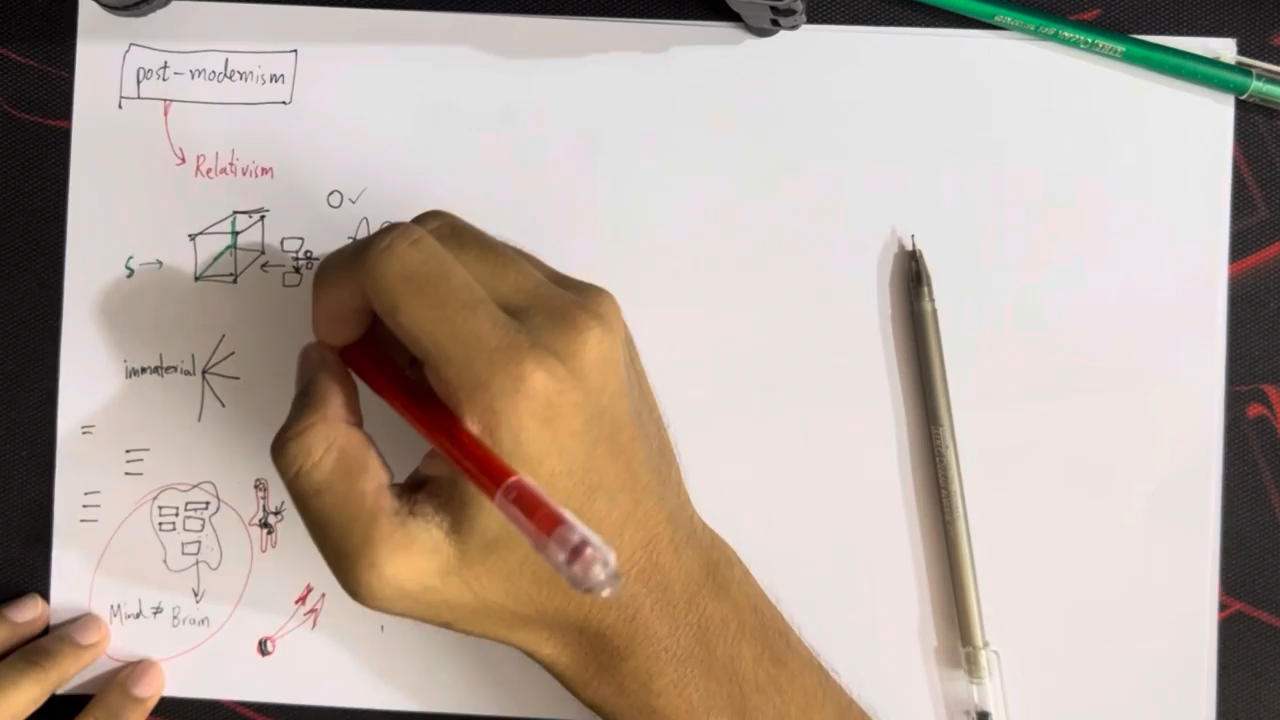 post-modernism
Relativism
O✓
S →
immaterial
Mind ≠ Brain